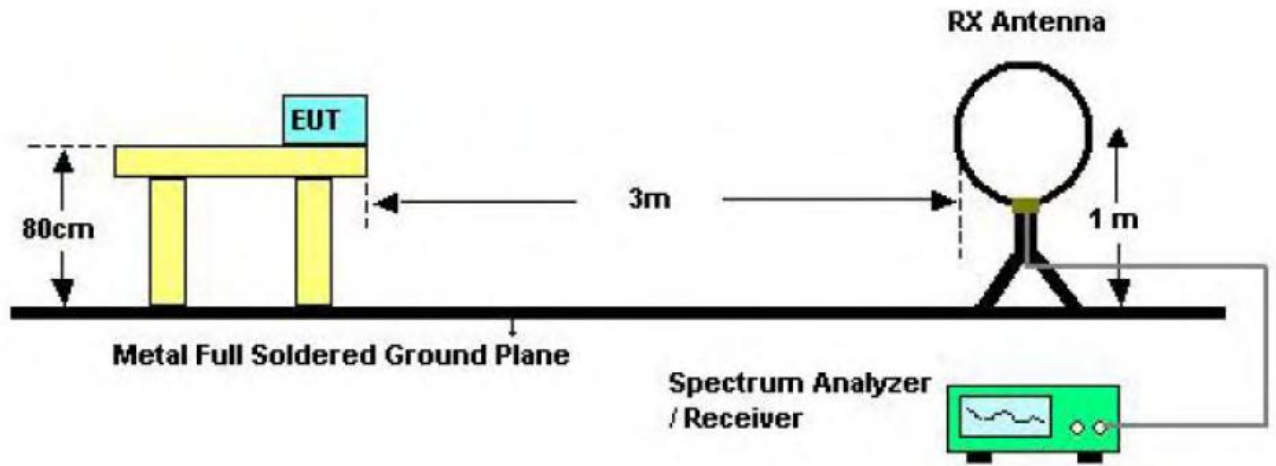 RX Antenna
EUT
80cm
3m
1 m
Metal Full Soldered Ground Plane
Spectrum Analyzer
/ Receiver